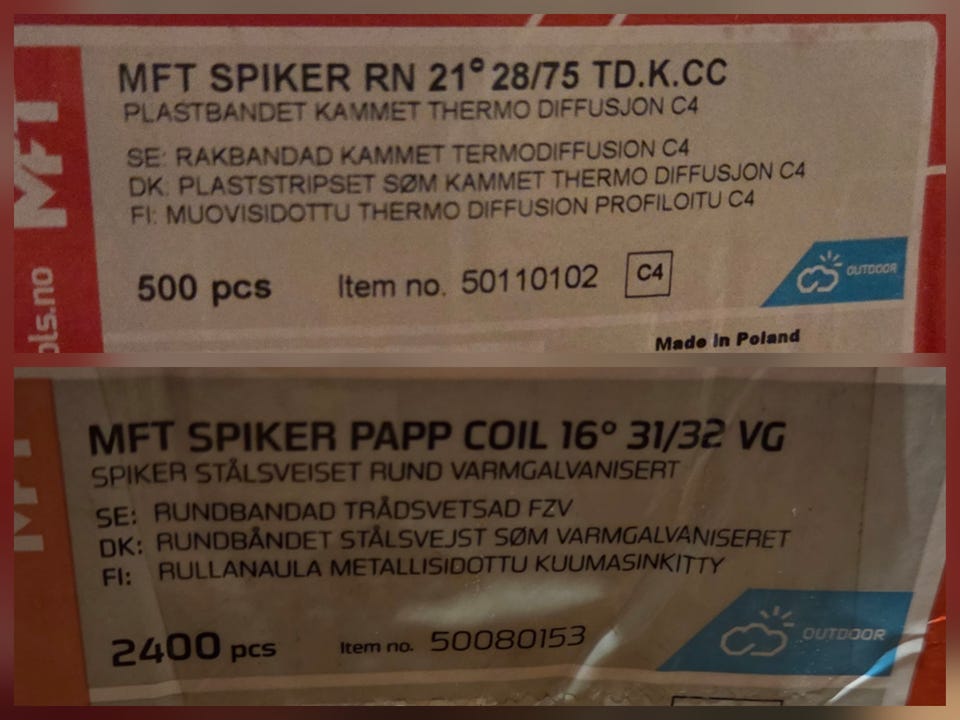 MFT SPIKER RN 21° 28/75 TD.K.CC
PLASTBANDET KAMMET THERMO DIFFUSJON C4
SE: RAKBANDAD KAMMET TERMODIFFUSION C4
DK: PLASTSTRIPSET SØM KAMMET THERMO DIFFUSJON C4
FI: MUOVISIDOTTU THERMO DIFFUSION PROFILOITU C4
500 pcs Item no. 50110102 C4
OUTDOOR
Made in Poland
MFT
ols.no
MFT SPIKER PAPP COIL 16° 31/32 VG
SPIKER STÅLSVEISET RUND VARMGALVANISERT
SE: RUNDBANDAD TRÅDSVETSAD FZV
DK: RUNDBÅNDET STÅLSVEJST SØM VARMGALVANISERET
FI: RULLANAULA METALLISIDOTTU KUUMASINKITTY
2400 pcs Item no. 50080153
OUTDOOR